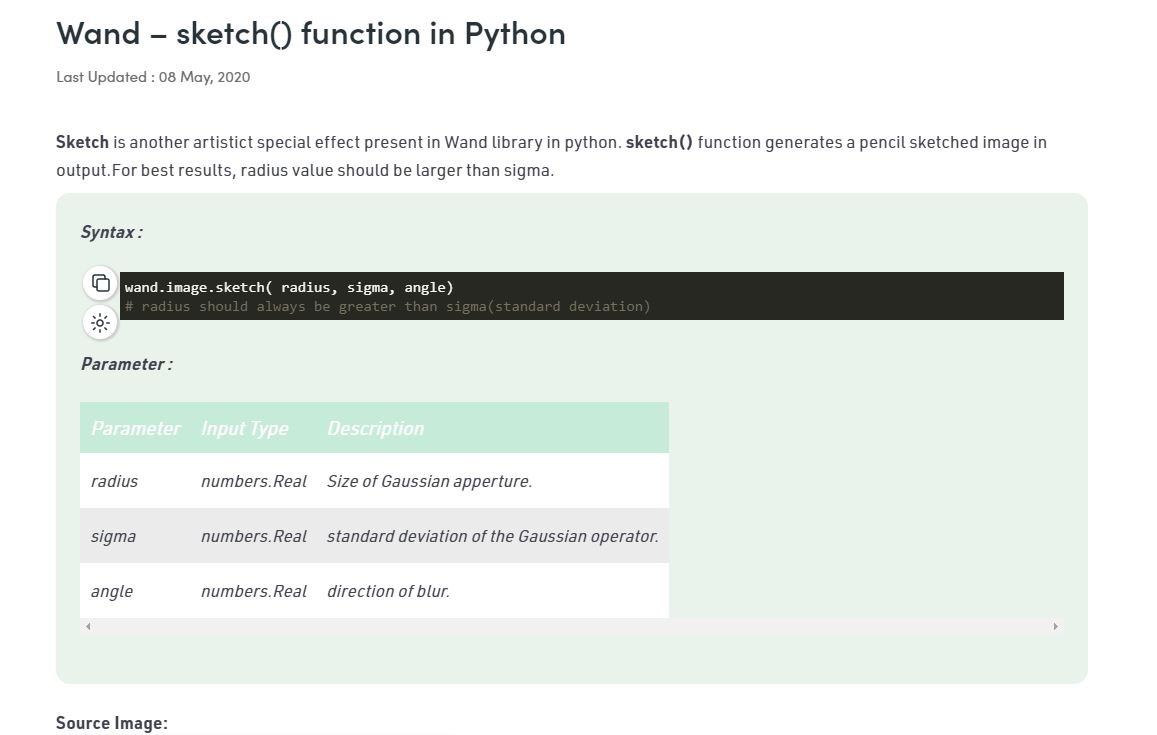 Wand – sketch() function in Python
Last Updated : 08 May, 2020
Sketch is another artistict special effect present in Wand library in python. sketch() function generates a pencil sketched image in
output.For best results, radius value should be larger than sigma.
Syntax :
wand.image.sketch( radius, sigma, angle)
# radius should always be greater than sigma(standard deviation)
Parameter :
Parameter Input Type Description
radius numbers.Real Size of Gaussian apperture.
sigma numbers.Real standard deviation of the Gaussian operator.
angle numbers.Real direction of blur.
Source Image: